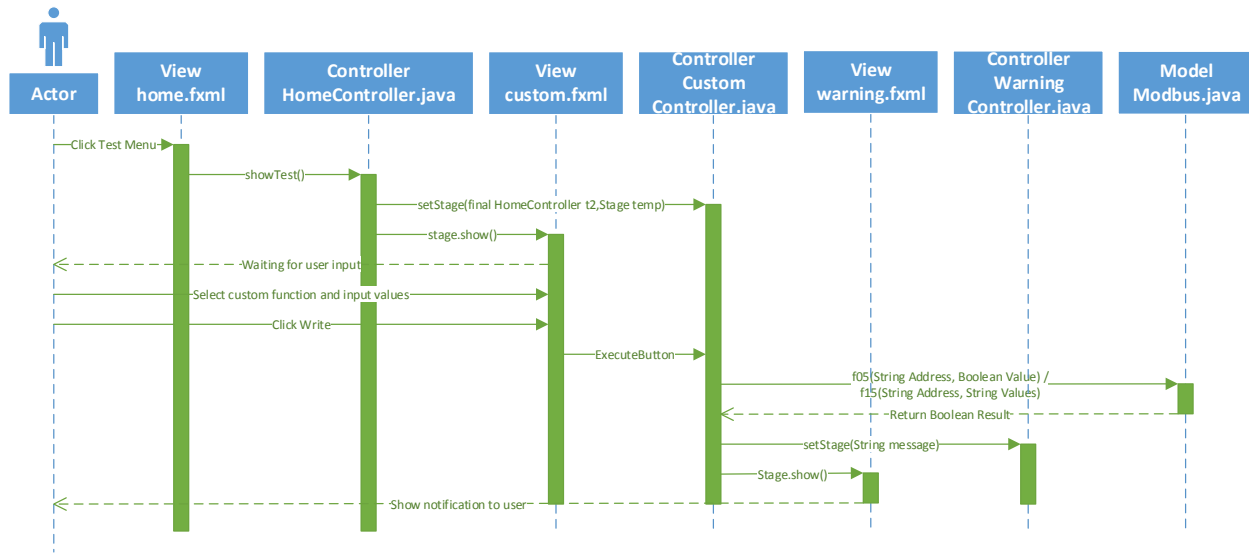 Actor
View
home.fxml
Controller
HomeController.java
View
custom.fxml
Controller
Custom
Controller.java
View
warning.fxml
Controller
Warning
Controller.java
Model
Modbus.java
Click Test Menu
showTest()
setStage(final HomeController t2,Stage temp)
stage.show()
Waiting for user input
Select custom function and input values
Click Write
ExecuteButton
f05(String Address, Boolean Value) /
f15(String Address, String Values)
Return Boolean Result
setStage(String message)
Stage.show()
Show notification to user